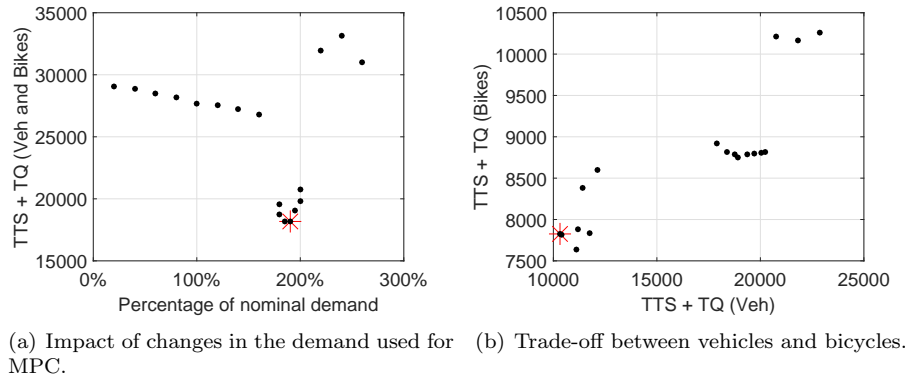 35000
30000
25000
20000
15000
0%
100%
200%
300%
TTS + TQ (Veh and Bikes)
Percentage of nominal demand
10500
10000
9500
9000
8500
8000
7500
10000
15000
20000
25000
TTS + TQ (Bikes)
TTS + TQ (Veh)
(a) Impact of changes in the demand used for
MPC.
(b) Trade-off between vehicles and bicycles.